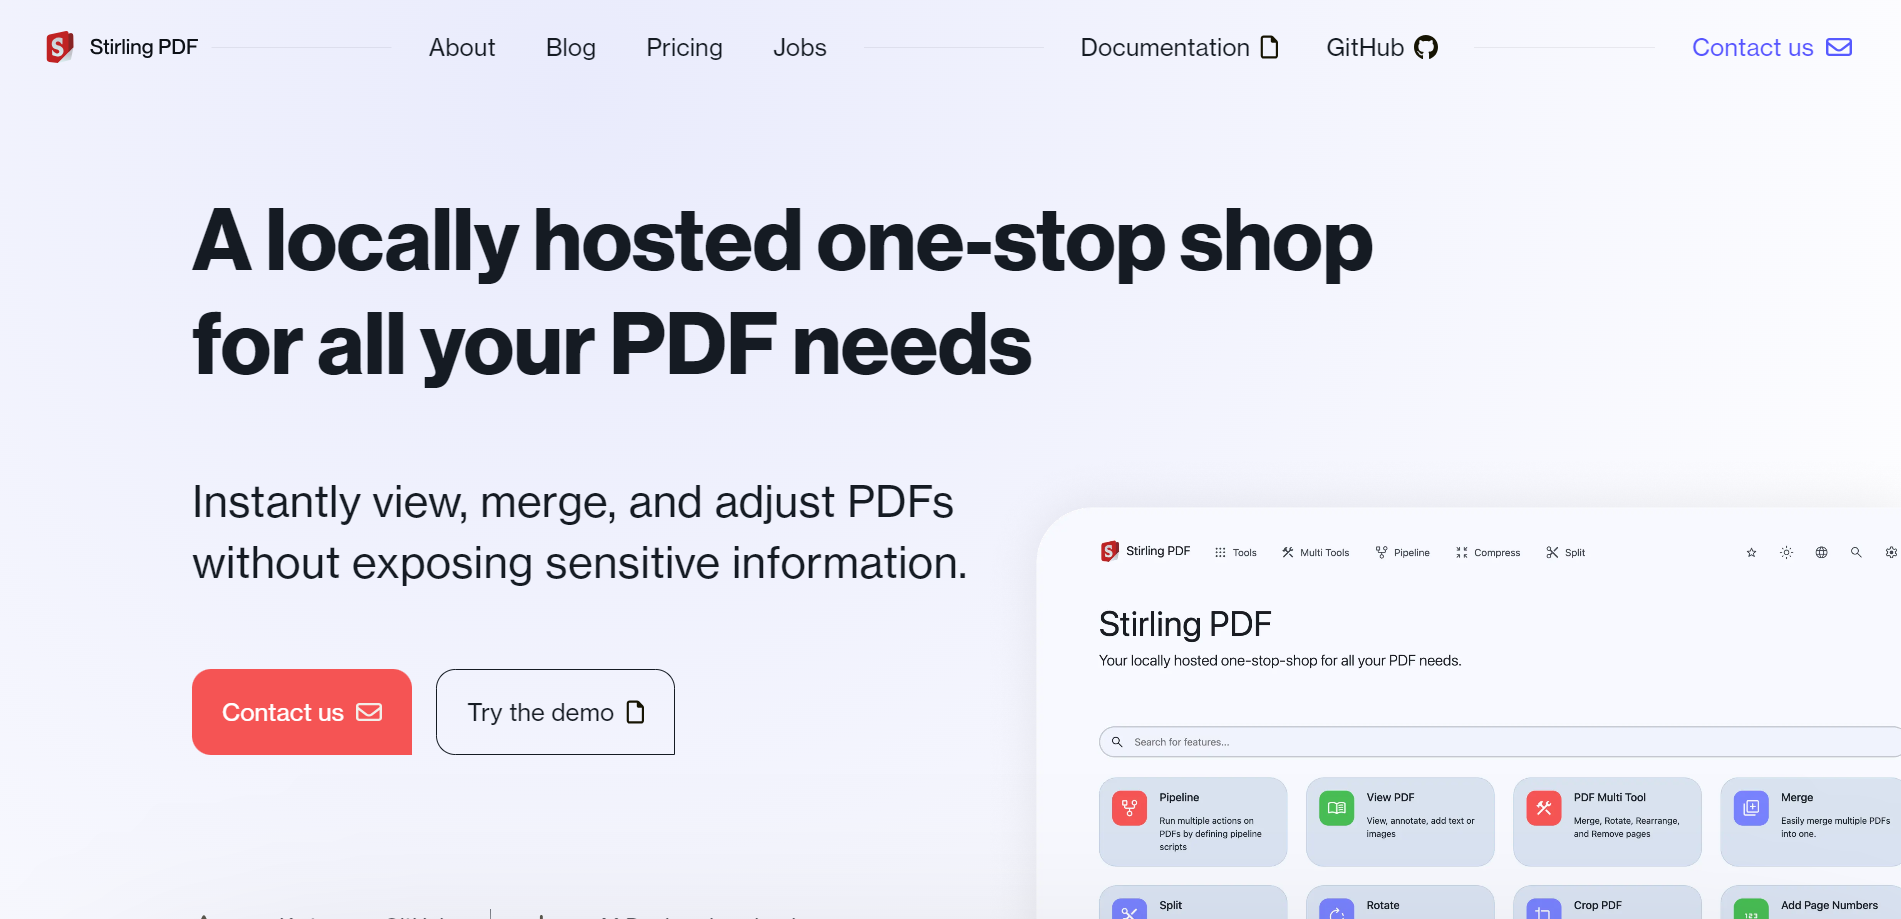 Stirling PDF
About
Blog
Pricing
Jobs
Documentation
GitHub
Contact us
A locally hosted one-stop shop
for all your PDF needs
Instantly view, merge, and adjust PDFs
without exposing sensitive information.
Contact us
Try the demo
Stirling PDF
Tools
Multi Tools
Pipeline
Compress
Split
Stirling PDF
Your locally hosted one-stop-shop for all your PDF needs.
Search for features...
Pipeline
Run multiple actions on
PDFs by defining pipeline
scripts
View PDF
View, annotate, add text or
images
PDF Multi Tool
Merge, Rotate, Rearrange,
and Remove pages
Merge
Easily merge multiple PDFs
into one.
Split
Rotate
Crop PDF
Add Page Numbers
123